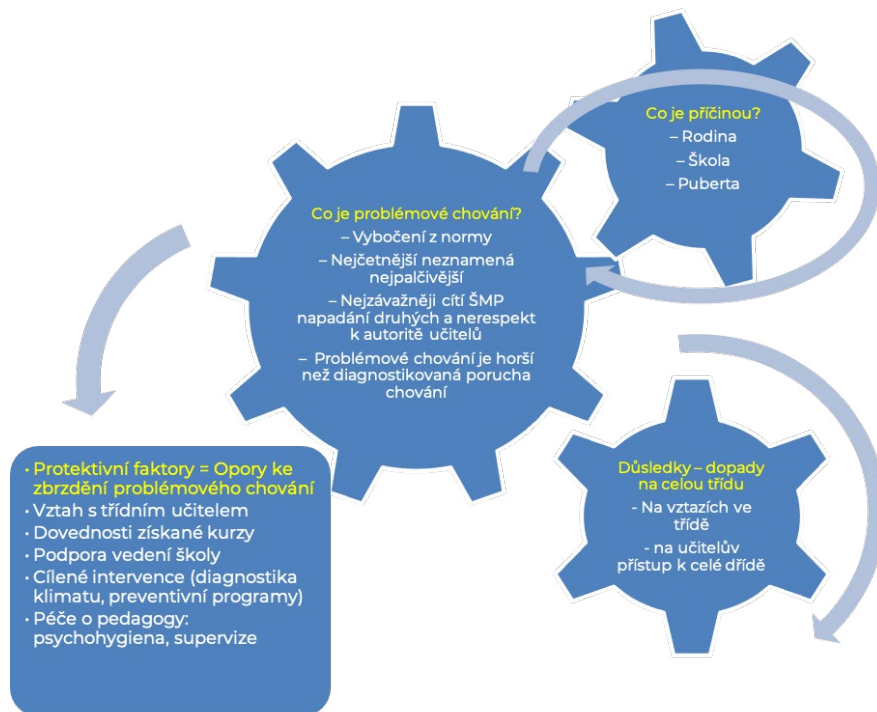 Co je příčinou?
– Rodina
– Škola
– Puberta
Co je problémové chování?
– Vybočení z normy
– Nejčetnější neznamená
nejpalčivější
– Nejzávažněji cítí ŠMP
napadání druhých a nerespekt
k autoritě učitelů
– Problémové chování je horší
než diagnostikovaná porucha
chování
Důsledky – dopady
na celou třídu
- Na vztazích ve
třídě
- na učitelův
přístup k celé dřídě
• Protektivní faktory = Opory ke
zbrzdění problémového chování
• Vztah s třídním učitelem
• Dovednosti získané kurzy
• Podpora vedení školy
• Cílené intervence (diagnostika
klimatu, preventivní programy)
• Péče o pedagogy:
psychohygiena, supervize